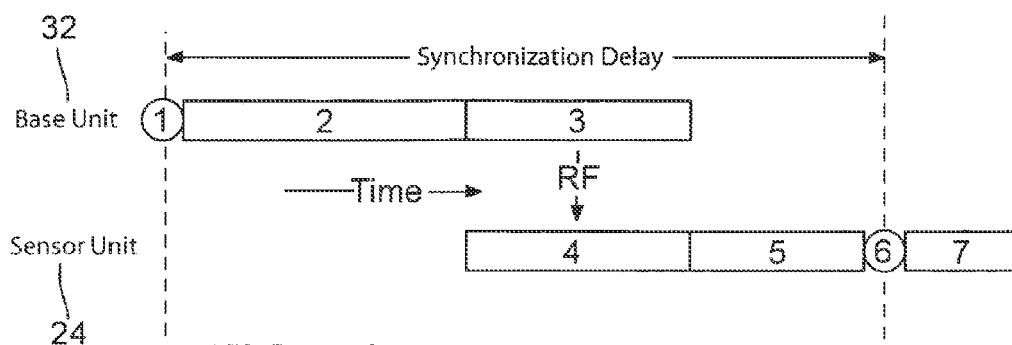 32
Synchronization Delay
Base Unit 1 2 3
Time RF
Sensor Unit 4 5 6 7
24